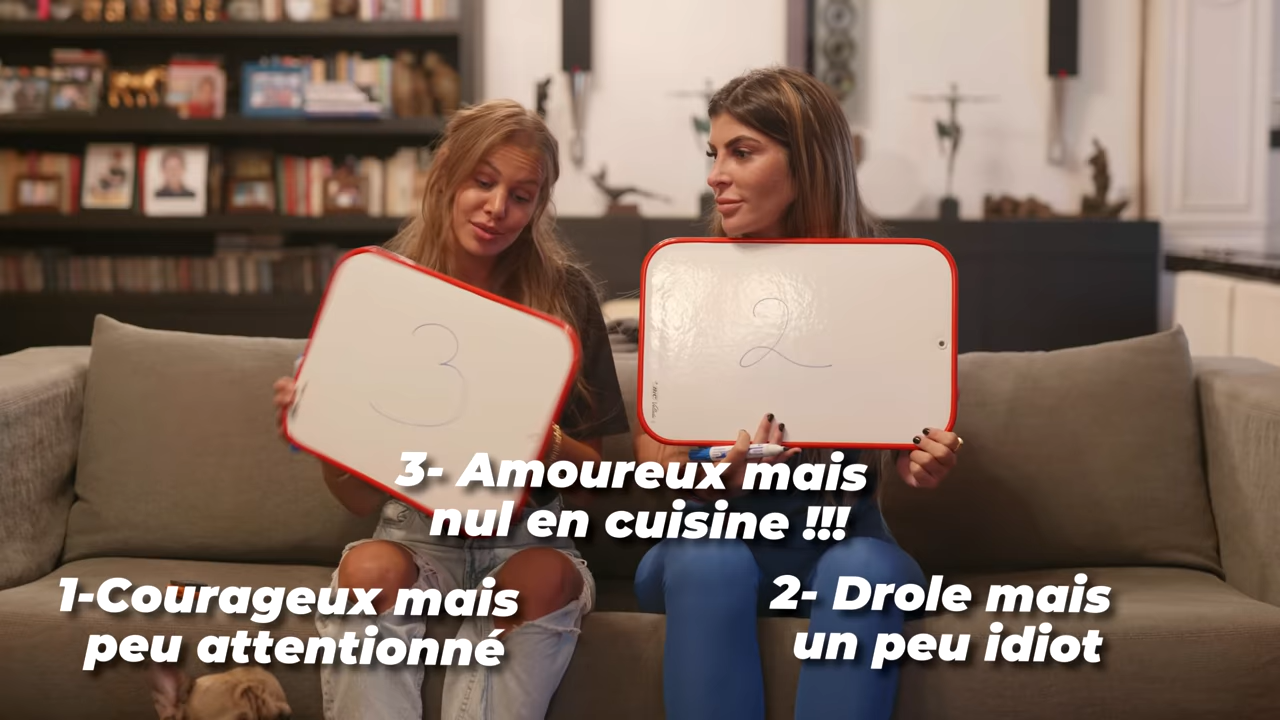 3
2
3- Amoureux mais
nul en cuisine !!!
1-Courageux mais
peu attentionné
2- Drole mais
un peu idiot